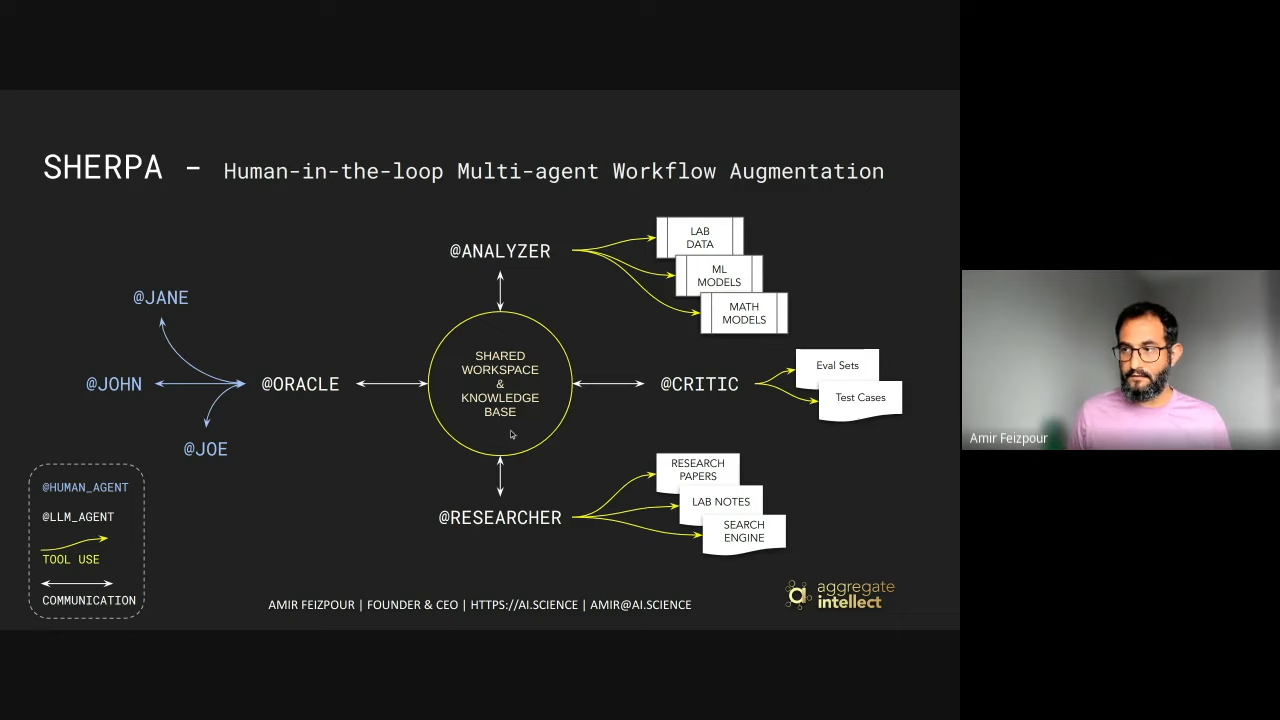 SHERPA - Human-in-the-loop Multi-agent Workflow Augmentation
@ANALYZER
LAB
DATA
ML
MODELS
MATH
MODELS
@JANE
@JOHN
@JOE
@ORACLE
SHARED
WORKSPACE
&
KNOWLEDGE
BASE
@CRITIC
Eval Sets
Test Cases
@RESEARCHER
RESEARCH
PAPERS
LAB NOTES
SEARCH
ENGINE
@HUMAN_AGENT
@LLM_AGENT
TOOL USE
COMMUNICATION
AMIR FEIZPOUR | FOUNDER & CEO | HTTPS://AI.SCIENCE | AMIR@AI.SCIENCE
a
aggregate
intellect
Amir Feizpour